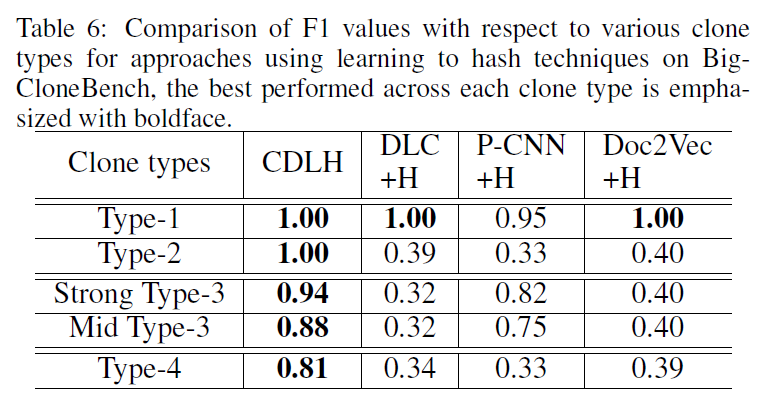 Table 6: Comparison of F1 values with respect to various clone
types for approaches using learning to hash techniques on Big-
CloneBench, the best performed across each clone type is empha-
sized with boldface.
Clone types CDLH DLC +H P-CNN +H Doc2Vec +H
Type-1 1.00 1.00 0.95 1.00
Type-2 1.00 0.39 0.33 0.40
Strong Type-3 0.94 0.32 0.82 0.40
Mid Type-3 0.88 0.32 0.75 0.40
Type-4 0.81 0.34 0.33 0.39